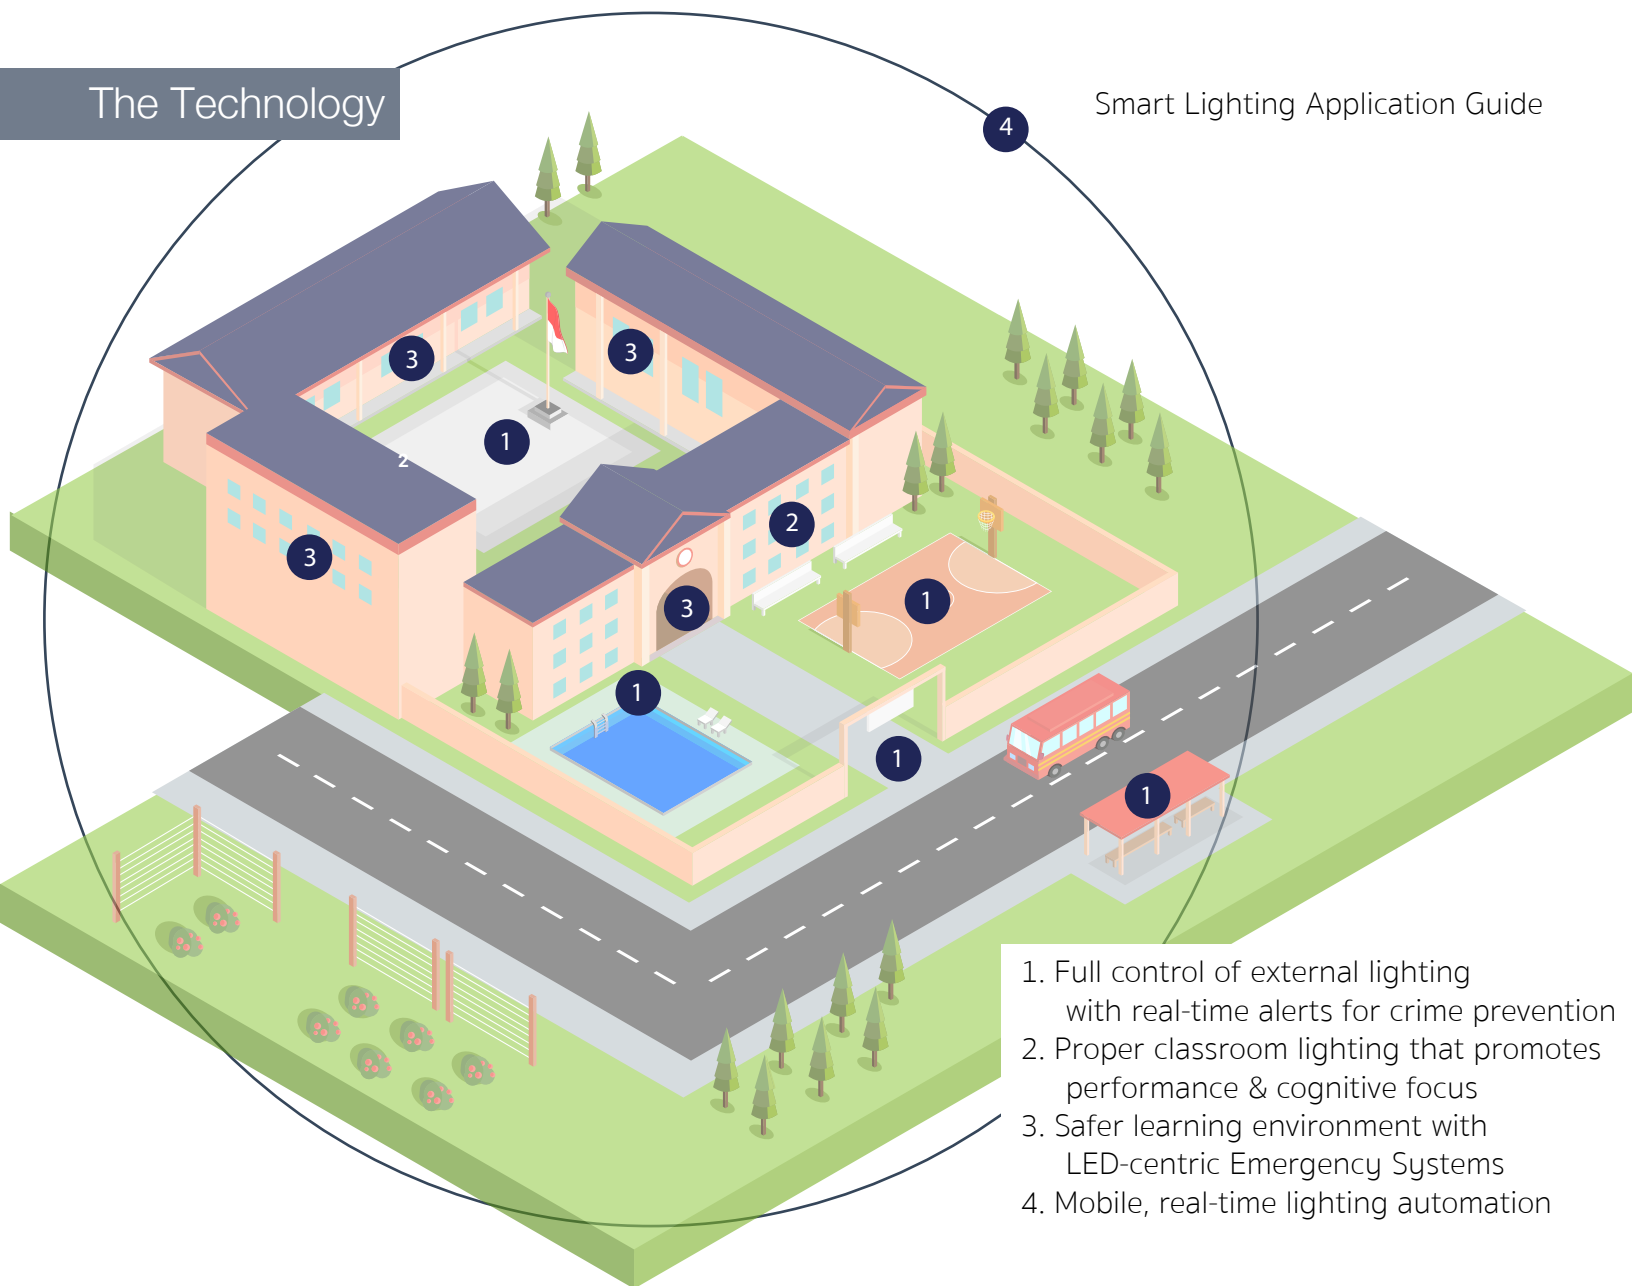 The Technology
Smart Lighting Application Guide
4
3
3
1
2
2
3
1
3
1
1
1
1. Full control of external lighting
with real-time alerts for crime prevention
2. Proper classroom lighting that promotes
performance & cognitive focus
3. Safer learning environment with
LED-centric Emergency Systems
4. Mobile, real-time lighting automation